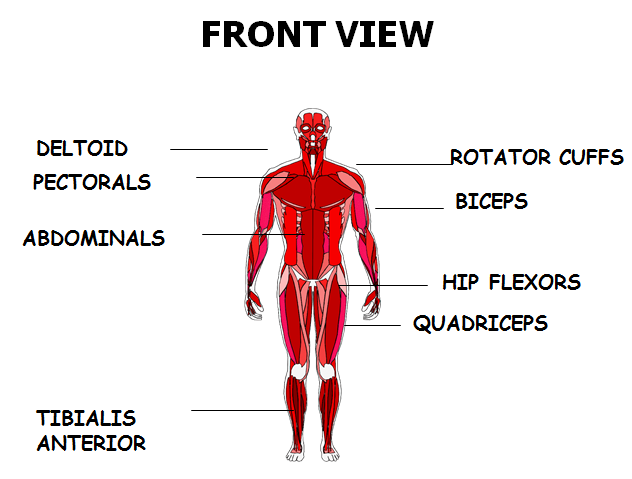 FRONT VIEW
DELTOID
PECTORALS
ABDOMINALS
TIBIALIS
ANTERIOR
ROTATOR CUFFS
BICEPS
HIP FLEXORS
QUADRICEPS